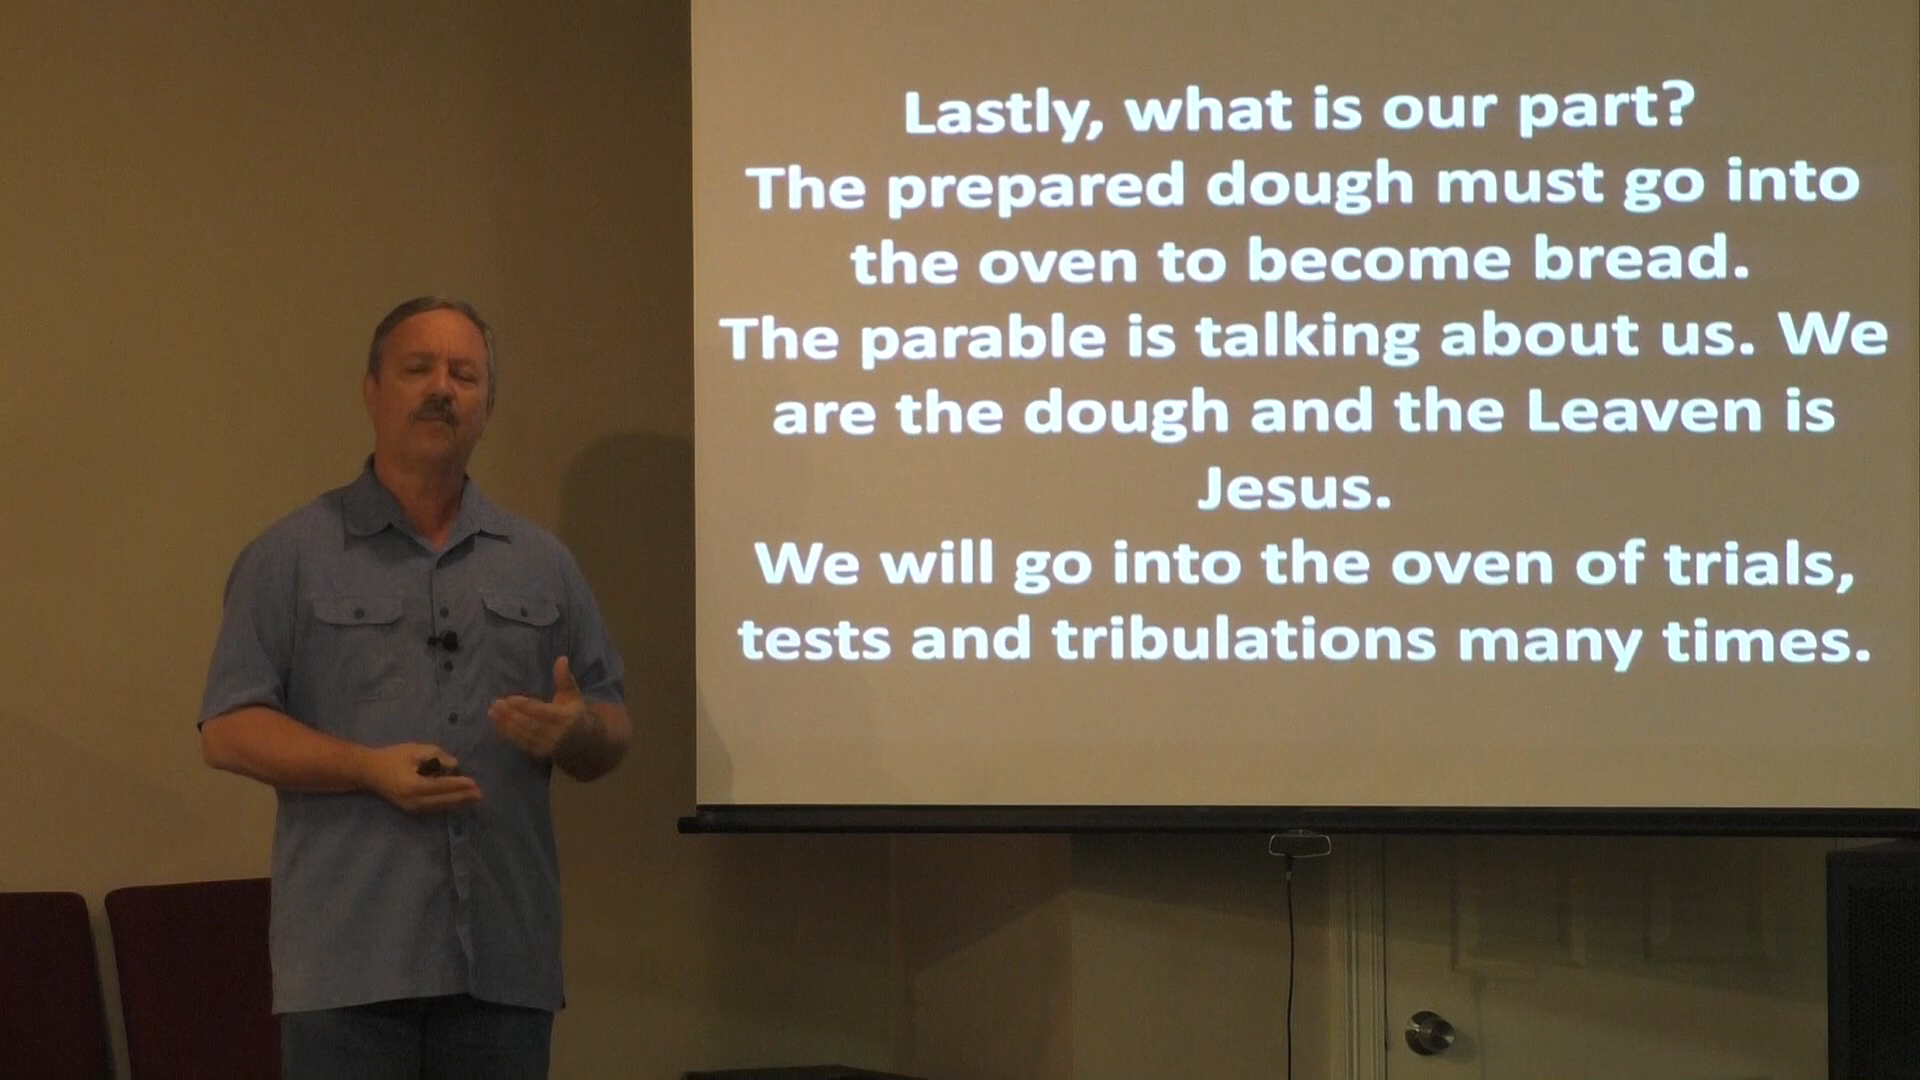 Lastly, what is our part?
The prepared dough must go into
the oven to become bread.
The parable is talking about us. We
are the dough and the Leaven is
Jesus.
We will go into the oven of trials,
tests and tribulations many times.